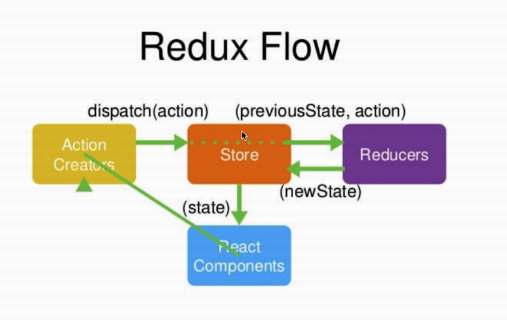 Redux Flow
dispatch(action)
(previousState, action)
Action
Creators
Store
Reducers
(newState)
(state)
React
Components